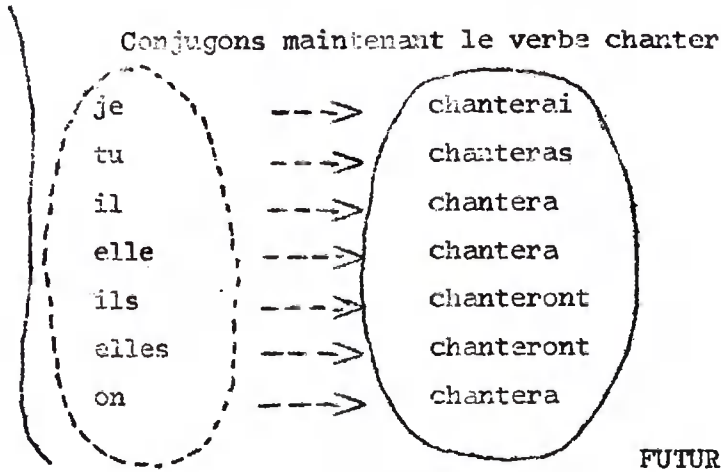 Conjugons maintenant le verbe chanter
je ---> chanterai
tu ---> chanteras
il ---> chantera
elle ---> chantera
ils ---> chanteront
elles ---> chanteront
on ---> chantera
FUTUR